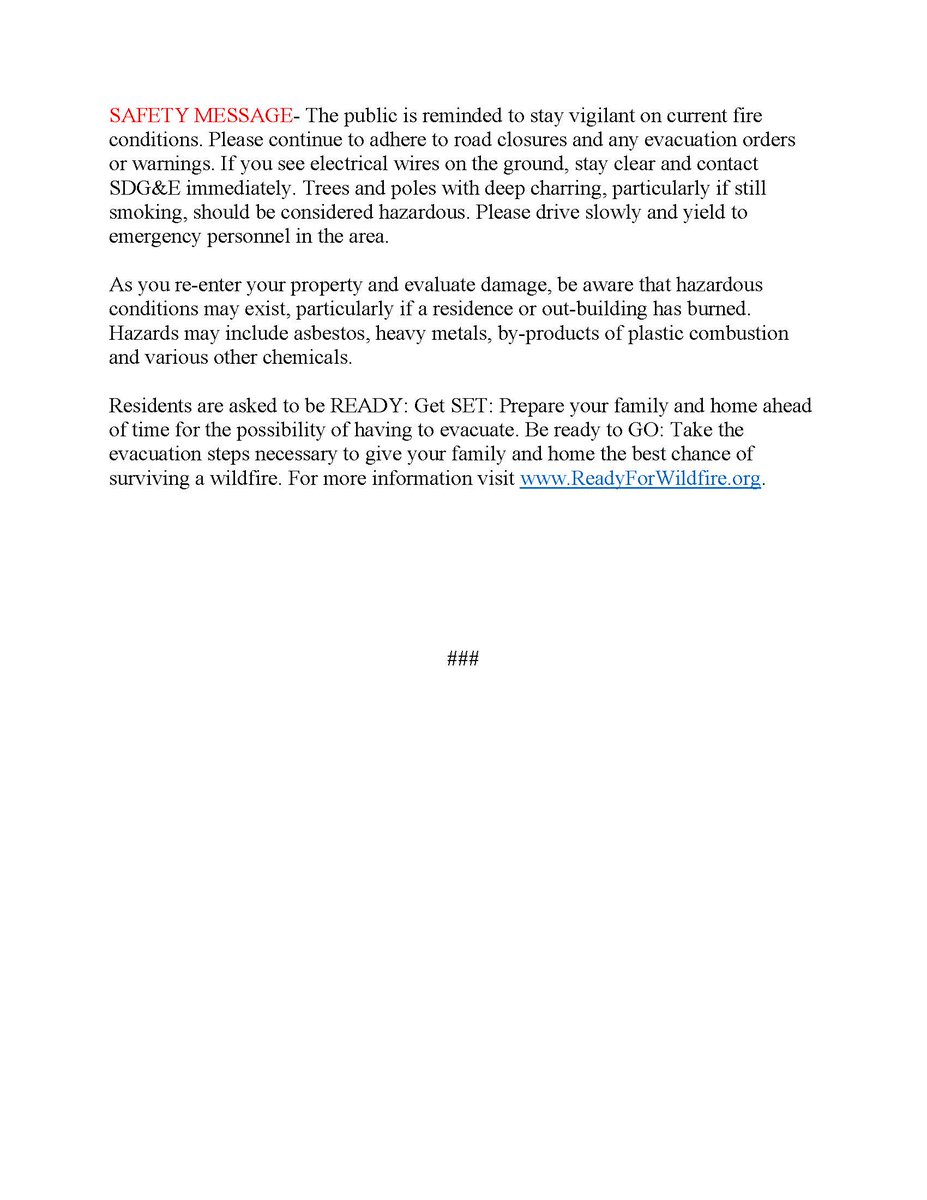 SAFETY MESSAGE- The public is reminded to stay vigilant on current fire
conditions. Please continue to adhere to road closures and any evacuation orders
or warnings. If you see electrical wires on the ground, stay clear and contact
SDG&E immediately. Trees and poles with deep charring, particularly if still
smoking, should be considered hazardous. Please drive slowly and yield to
emergency personnel in the area.
As you re-enter your property and evaluate damage, be aware that hazardous
conditions may exist, particularly if a residence or out-building has burned.
Hazards may include asbestos, heavy metals, by-products of plastic combustion
and various other chemicals.
Residents are asked to be READY: Get SET: Prepare your family and home ahead
of time for the possibility of having to evacuate. Be ready to GO: Take the
evacuation steps necessary to give your family and home the best chance of
surviving a wildfire. For more information visit www.ReadyForWildfire.org.
###